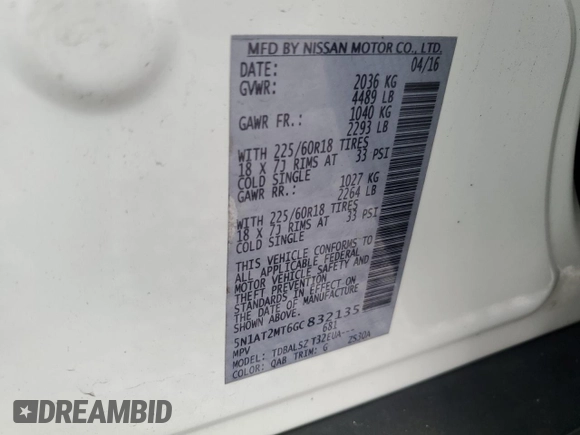 MFD BY NISSAN MOTOR CO., LTD.
DATE: 04/16
GVWR: 2036 KG
4489 LB
GAWR FR.: 1040 KG
2293 LB
WITH 225/60R18 TIRES
18 X 7J RIMS AT 33 PSI
COLD SINGLE
GAWR RR.: 1027 KG
2264 LB
WITH 225/60R18 TIRES
18 X 7J RIMS AT 33 PSI
COLD SINGLE
THIS VEHICLE CONFORMS TO
ALL APPLICABLE FEDERAL
MOTOR VEHICLE SAFETY AND
THEFT PREVENTION
STANDARDS IN EFFECT ON
THE DATE OF MANUFACTURE
SHOWN ABOVE.
5N1AT2MT6GC832135
MPV 681
MODEL: TDBALSZ T32EUA--- ZS30A
COLOR: QAB TRIM: G
DREAMBID